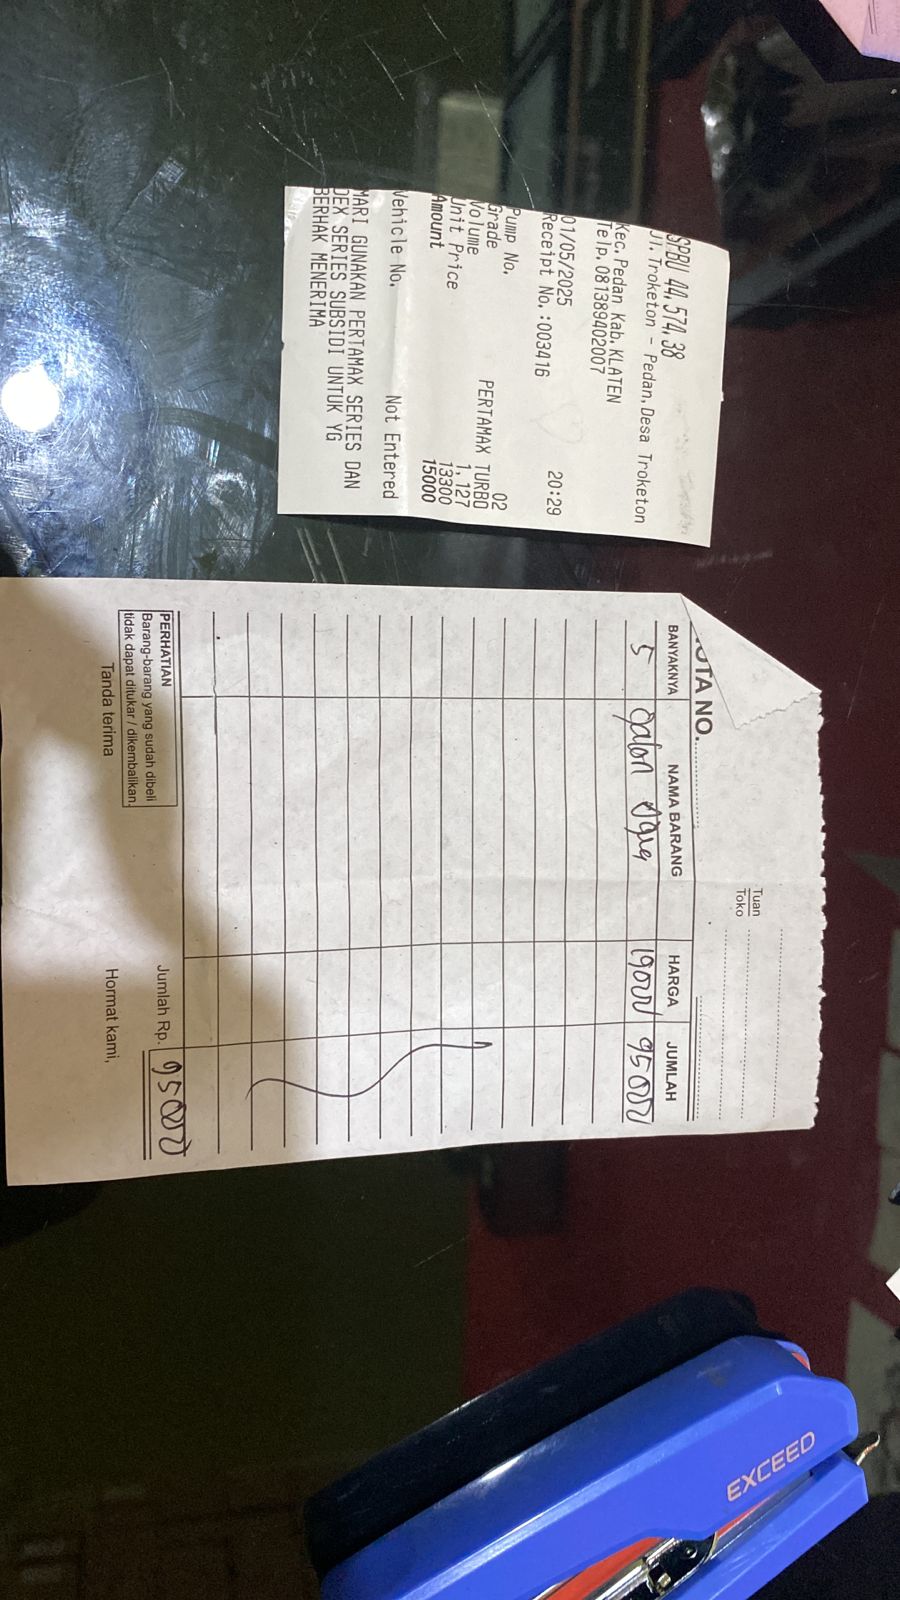 SPBU 44.574.38
Jl.Troketon - Pedan,Desa Troketon
Kec,Pedan Kab,KLATEN
Telp.081389402007
01/05/2025 20:29
Receipt No.:003416
Pump No. 02
Grade PERTAMAX TURBO
Volume 1,127
Unit Price 13300
Amount 15000
Vehicle No. Not Entered
MARI GUNAKAN PERTAMAX SERIES DAN
DEX SERIES SUBSIDI UNTUK YG
BERHAK MENERIMA
Tuan
Toko
NOTA NO.
BANYAKNYA NAMA BARANG HARGA JUMLAH
5 galon Aqua 19000 95000
Jumlah Rp. 95000
PERHATIAN
Barang-barang yang sudah dibeli
tidak dapat ditukar / dikembalikan.
Tanda terima Hormat kami,
EXCEED